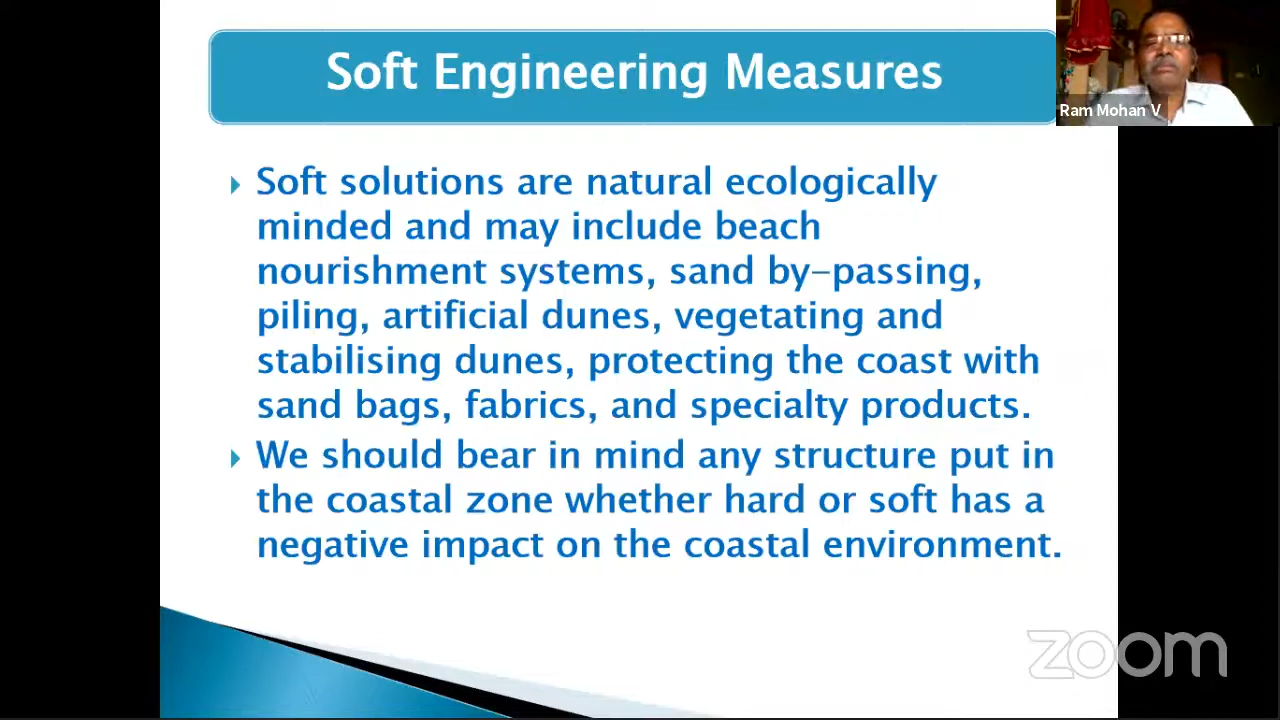 Soft Engineering Measures
Ram Mohan V
Soft solutions are natural ecologically
minded and may include beach
nourishment systems, sand by-passing,
piling, artificial dunes, vegetating and
stabilising dunes, protecting the coast with
sand bags, fabrics, and specialty products.
We should bear in mind any structure put in
the coastal zone whether hard or soft has a
negative impact on the coastal environment.
zoom